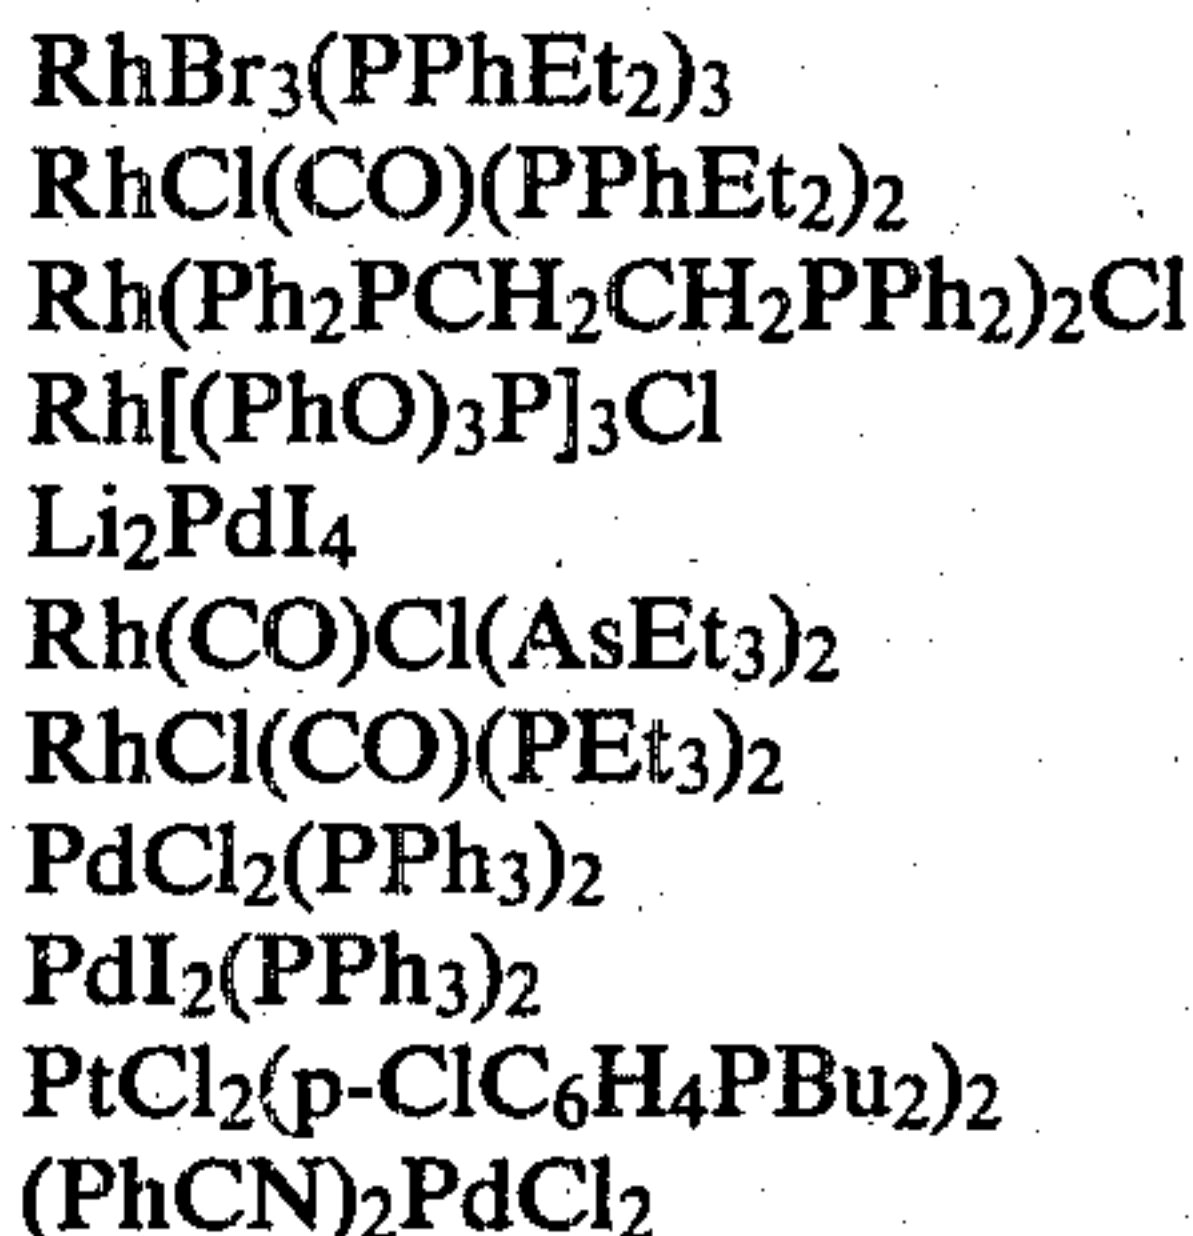 RhBr3(PPhEt2)3
RhCl(CO)(PPhEt2)2
Rh(Ph2PCH2CH2PPh2)2Cl
Rh[(PhO)3P]3Cl
Li2PdI4
Rh(CO)Cl(AsEt3)2
RhCl(CO)(PEt3)2
PdCl2(PPh3)2
PdI2(PPh3)2
PtCl2(p-ClC6H4PBu2)2
(PhCN)2PdCl2